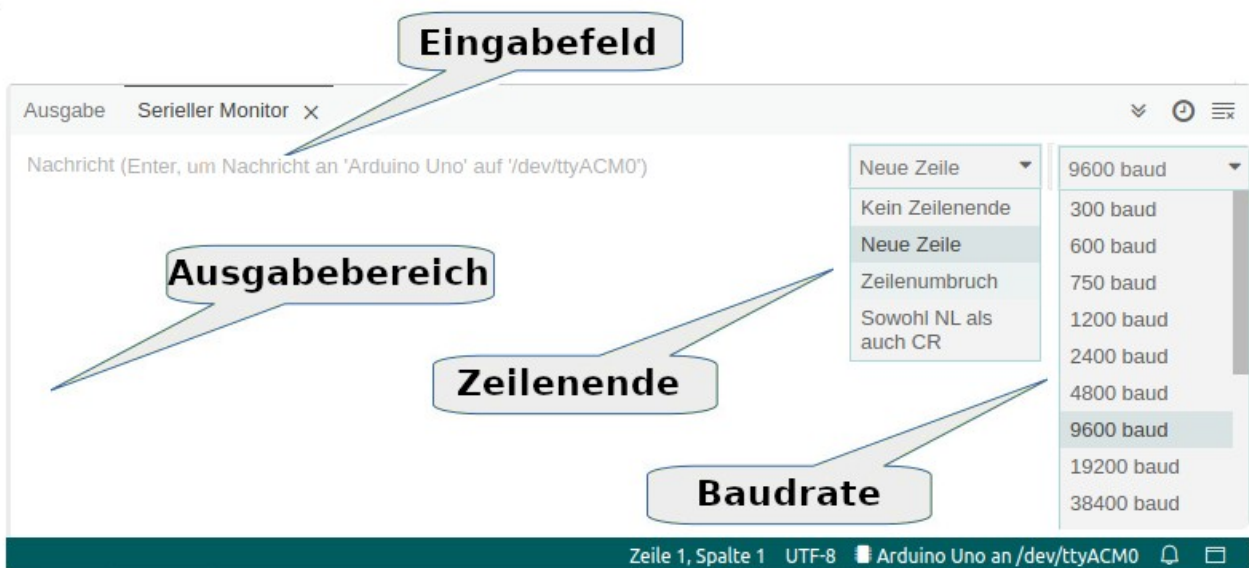 Eingabefeld
Ausgabe Serieller Monitor
Nachricht (Enter, um Nachricht an 'Arduino Uno' auf '/dev/ttyACM0')
Neue Zeile
Kein Zeilenende
Neue Zeile
Zeilenumbruch
Sowohl NL als
auch CR
9600 baud
300 baud
600 baud
750 baud
1200 baud
2400 baud
4800 baud
9600 baud
19200 baud
38400 baud
Ausgabebereich
Zeilenende
Baudrate
Zeile 1, Spalte 1 UTF-8 Arduino Uno an /dev/ttyACM0